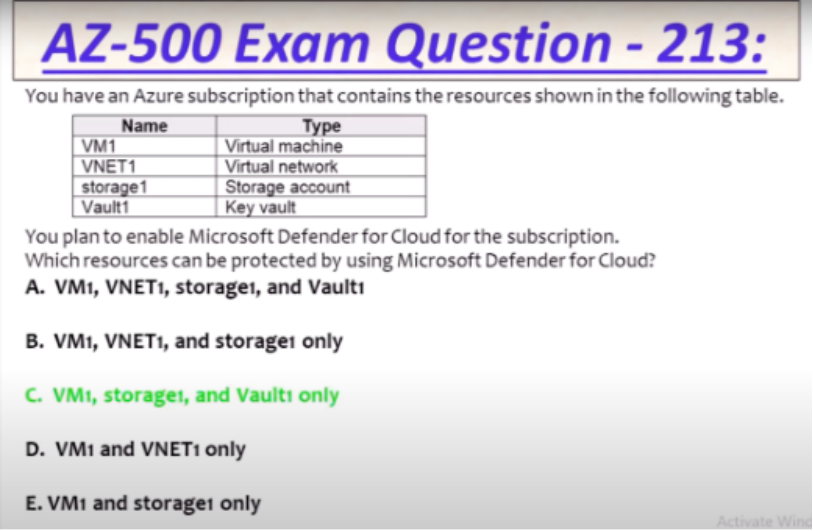 AZ-500 Exam Question - 213:
You have an Azure subscription that contains the resources shown in the following table.
Name Type
VM1 Virtual machine
VNET1 Virtual network
storage1 Storage account
Vault1 Key vault
You plan to enable Microsoft Defender for Cloud for the subscription.
Which resources can be protected by using Microsoft Defender for Cloud?
A. VM1, VNET1, storage1, and Vault1
B. VM1, VNET1, and storage1 only
C. VM1, storage1, and Vault1 only
D. VM1 and VNET1 only
E. VM1 and storage1 only
Activate Wind